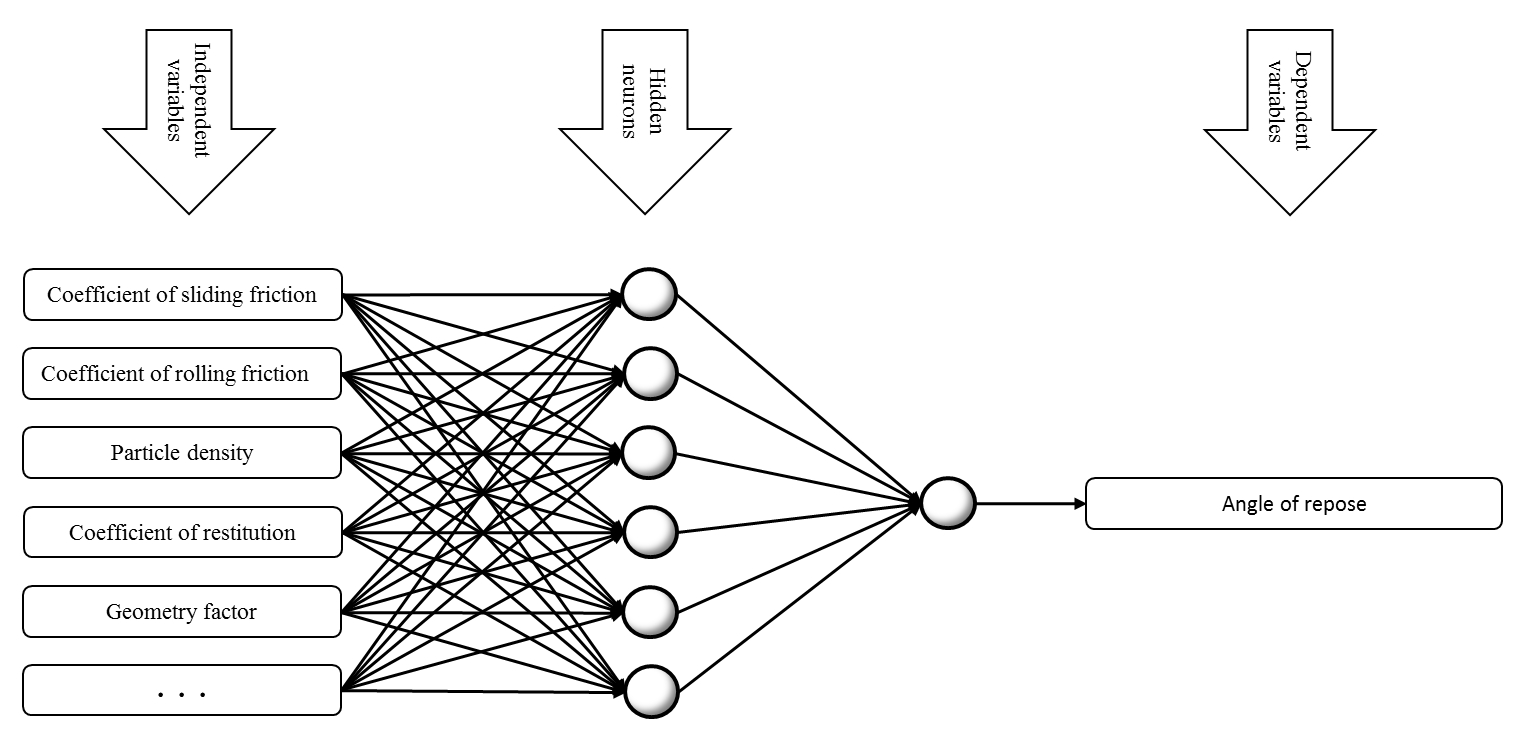 Independent
variables
Hidden
neurons
Dependent
variables
Coefficient of sliding friction
Coefficient of rolling friction
Particle density
Coefficient of restitution
Geometry factor
. . .
Angle of repose